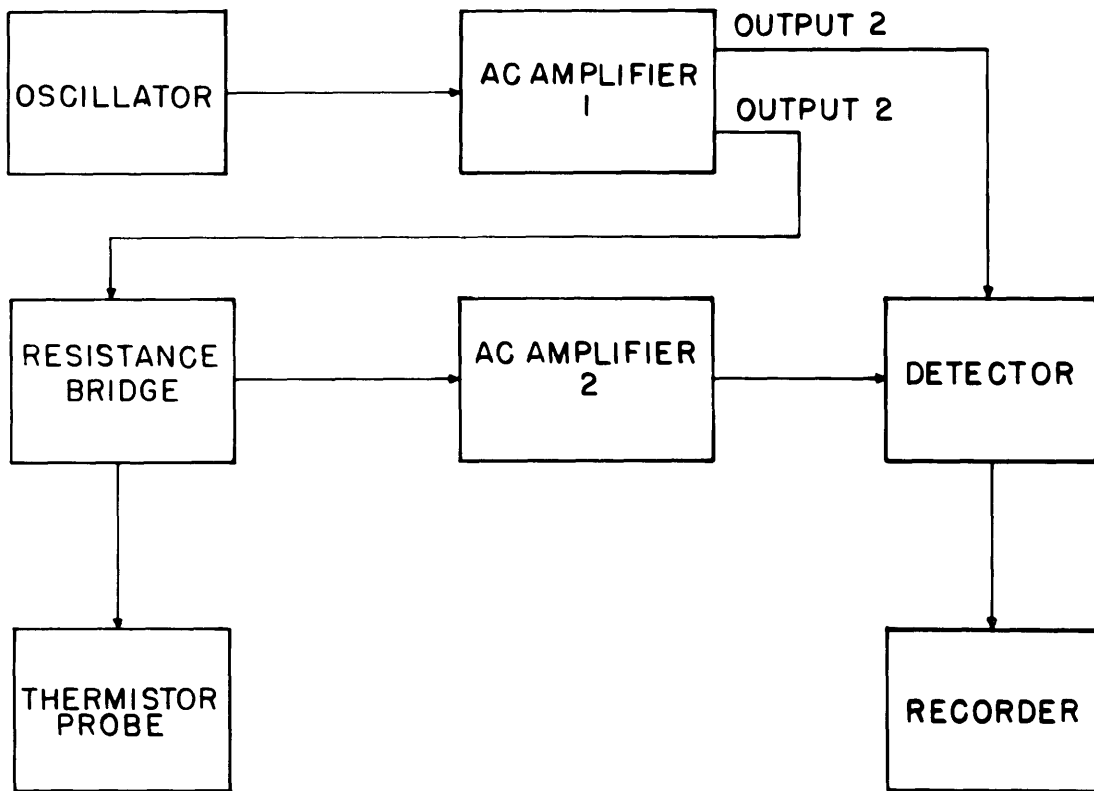 OUTPUT 2
OSCILLATOR
AC AMPLIFIER
1
OUTPUT 2
RESISTANCE
BRIDGE
AC AMPLIFIER
2
DETECTOR
THERMISTOR
PROBE
RECORDER